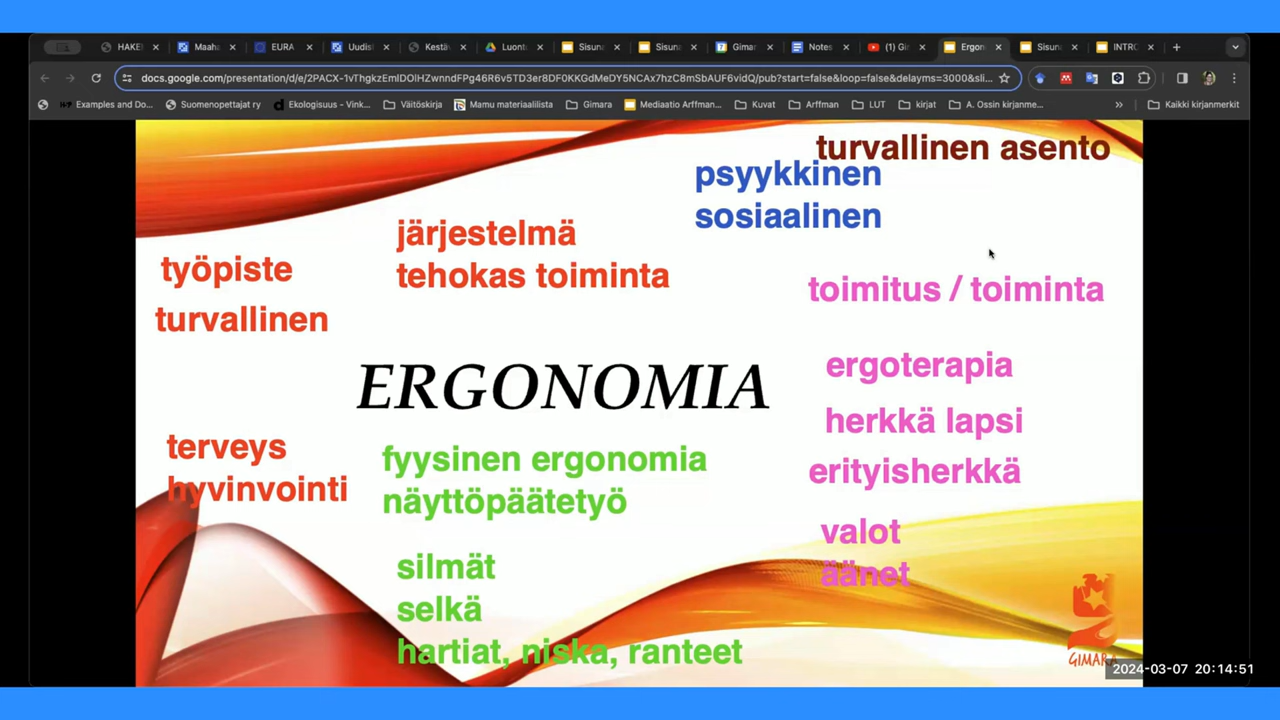 HAKE
Maaha
EURA
Uudis
Kestäv
Luont
Sisuna
Sisuna
Gimar
Notes
(1) Gi
Ergon
Sisun
INTRO
docs.google.com/presentation/d/e/2PACX-1vThgkzEmIDOIHZwnndFPg46R6v5TD3er8DF0KKGdMeDY5NCAx7hzC8mSbAUF6vidQ/pub?start=false&loop=false&delayms=3000&sli...
Examples and Do...
Suomenopettajat ry
Ekologisuus - Vink...
Väitöskirja
Mamu materiaalilista
Gimara
Mediaatio Arffman...
Kuvat
Arffman
LUT
kirjat
A. Ossin kirjanme...
Kaikki kirjanmerkit
turvallinen asento
psyykkinen
sosiaalinen
järjestelmä
tehokas toiminta
työpiste
turvallinen
toimitus / toiminta
ERGONOMIA
ergoterapia
herkkä lapsi
erityisherkkä
terveys
hyvinvointi
fyysinen ergonomia
näyttöpäätetyö
valot
äänet
silmät
selkä
hartiat, niska, ranteet
GIMARA
2024-03-07 20:14:51